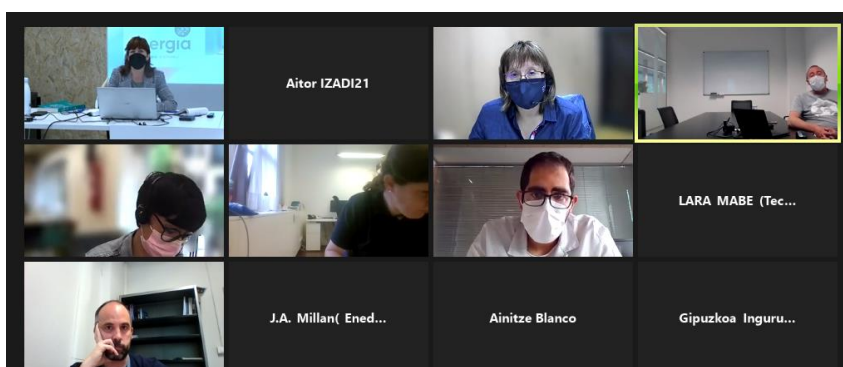 ergia
Aitor IZADI21
LARA MABE (Tec...
J.A. Millan( Ened...
Ainitze Blanco
Gipuzkoa Inguru...